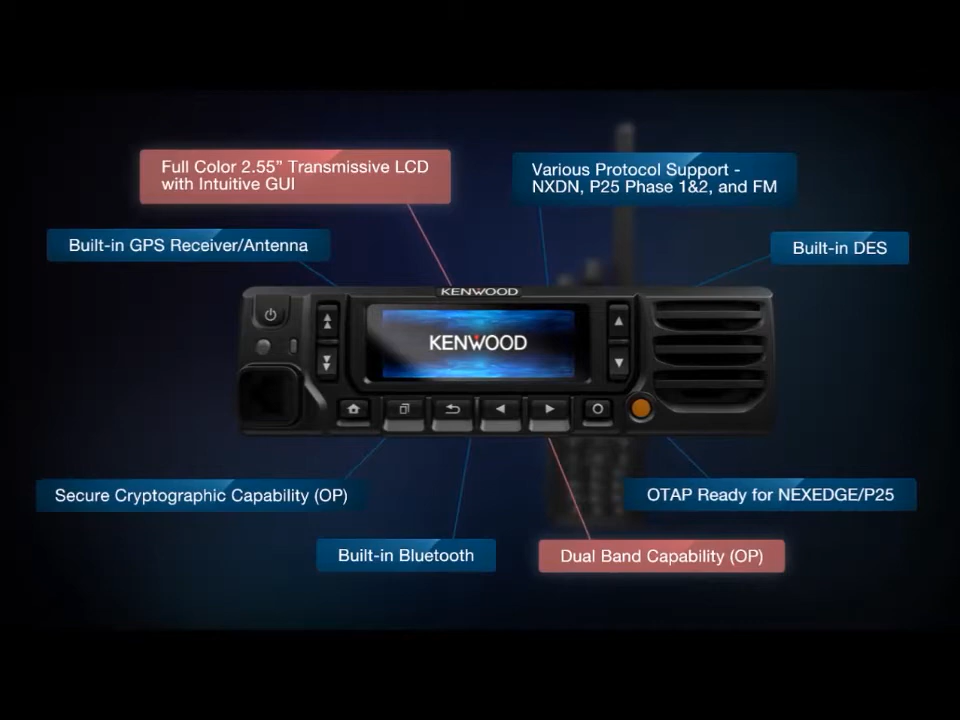 Full Color 2.55” Transmissive LCD
with Intuitive GUI
Various Protocol Support -
NXDN, P25 Phase 1&2, and FM
Built-in GPS Receiver/Antenna
Built-in DES
KENWOOD
KENWOOD
Secure Cryptographic Capability (OP)
OTAP Ready for NEXEDGE/P25
Built-in Bluetooth
Dual Band Capability (OP)